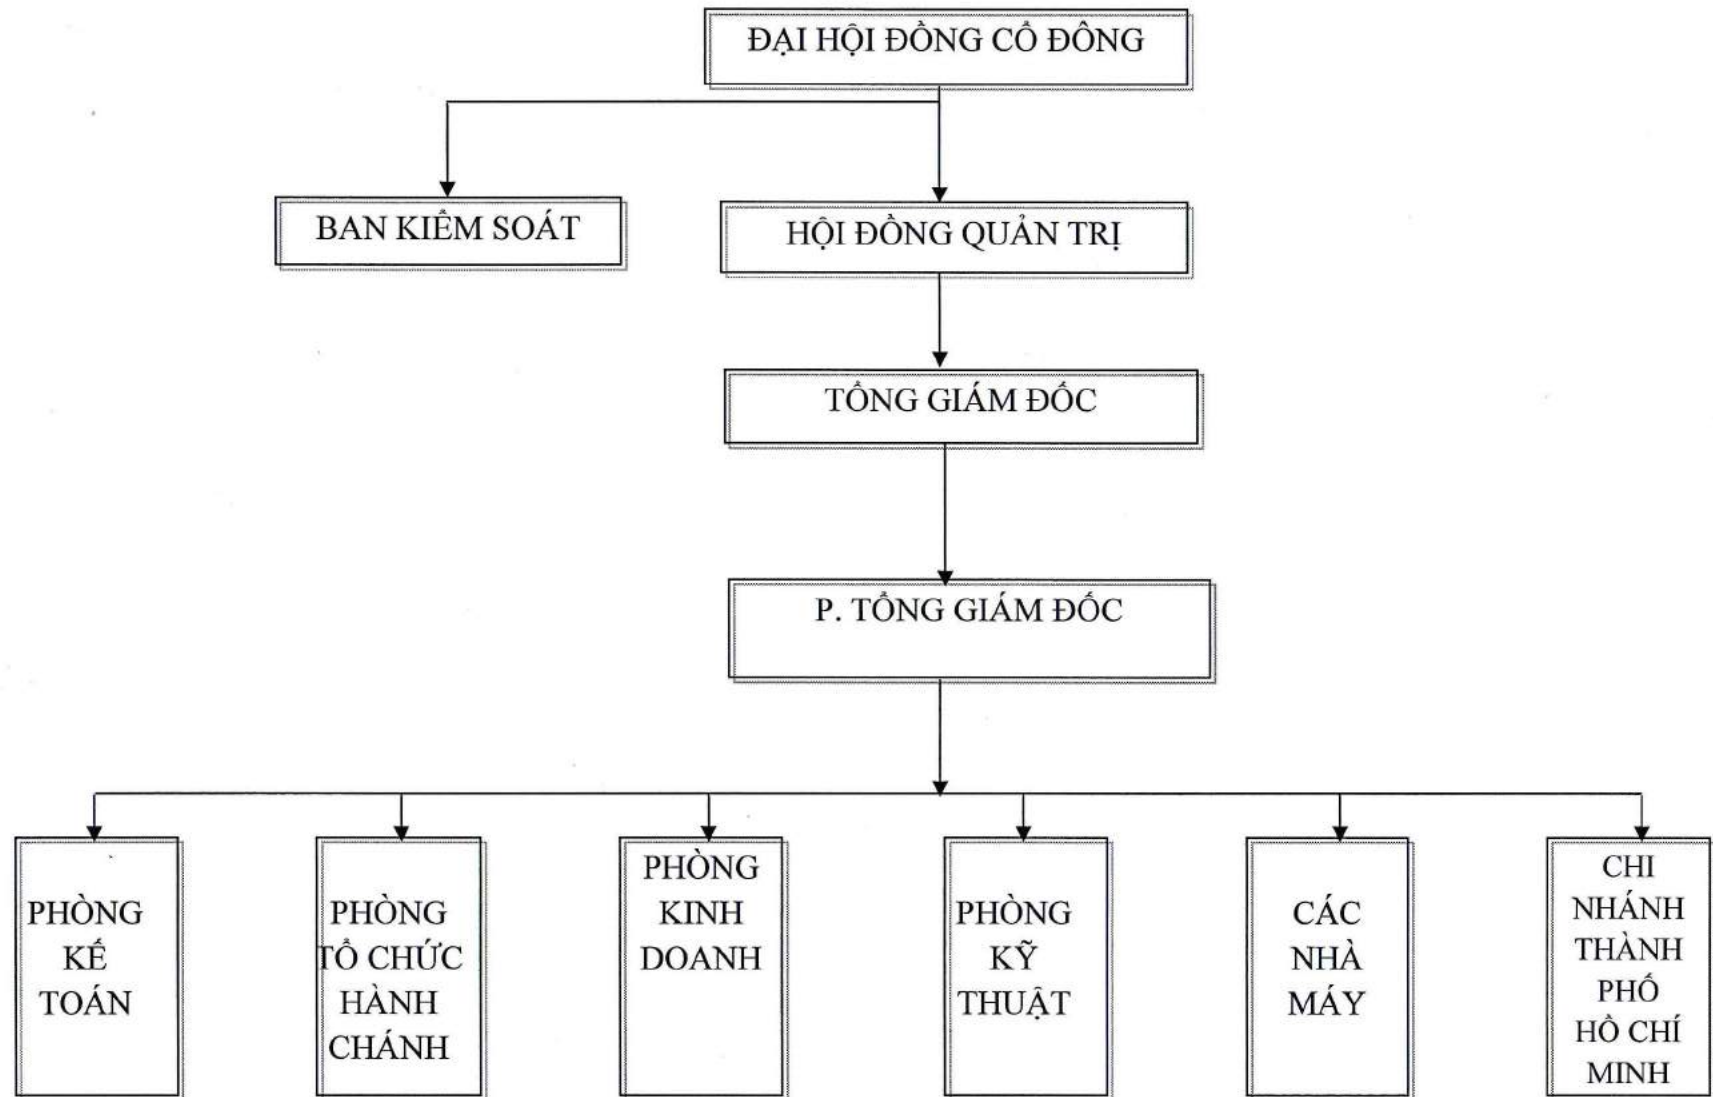 ĐẠI HỘI ĐỒNG CỔ ĐÔNG
BAN KIỂM SOÁT
HỘI ĐỒNG QUẢN TRỊ
TỔNG GIÁM ĐỐC
P. TỔNG GIÁM ĐỐC
PHÒNG
KẾ
TOÁN
PHÒNG
TỔ CHỨC
HÀNH
CHÁNH
PHÒNG
KINH
DOANH
PHÒNG
KỸ
THUẬT
CÁC
NHÀ
MÁY
CHI
NHÁNH
THÀNH
PHỐ
HỒ CHÍ
MINH